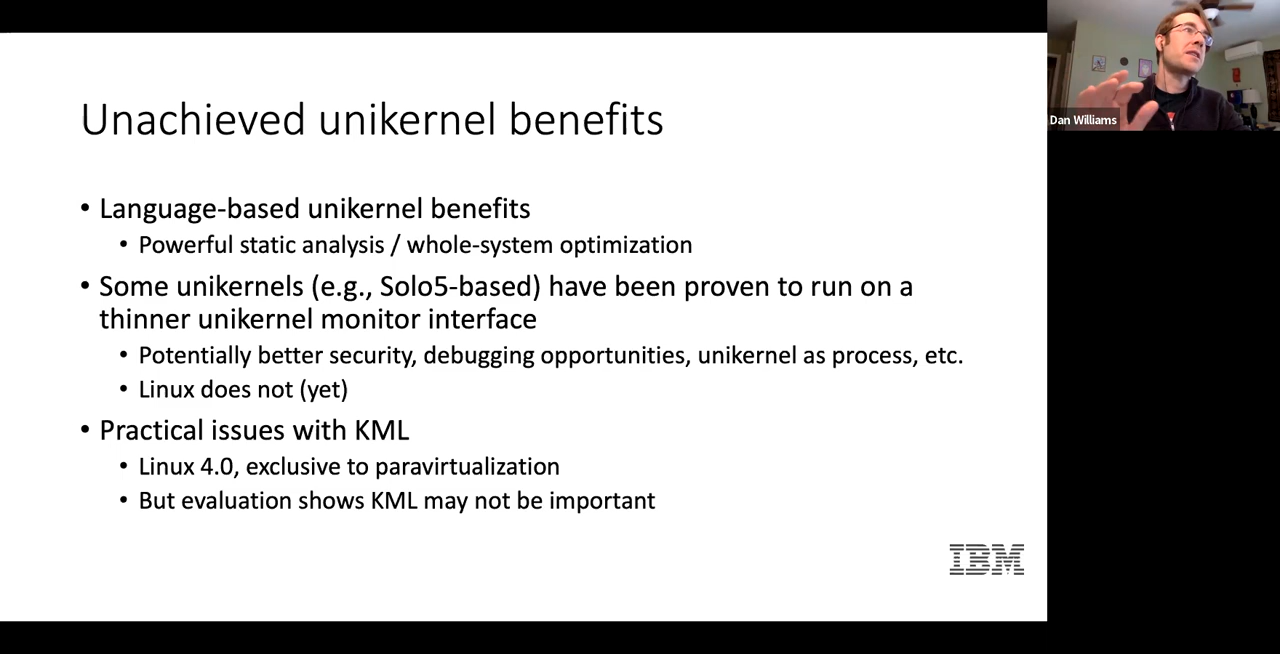 Unachieved unikernel benefits
• Language-based unikernel benefits
• Powerful static analysis / whole-system optimization
• Some unikernels (e.g., Solo5-based) have been proven to run on a
thinner unikernel monitor interface
• Potentially better security, debugging opportunities, unikernel as process, etc.
• Linux does not (yet)
• Practical issues with KML
• Linux 4.0, exclusive to paravirtualization
• But evaluation shows KML may not be important
IBM
Dan Williams